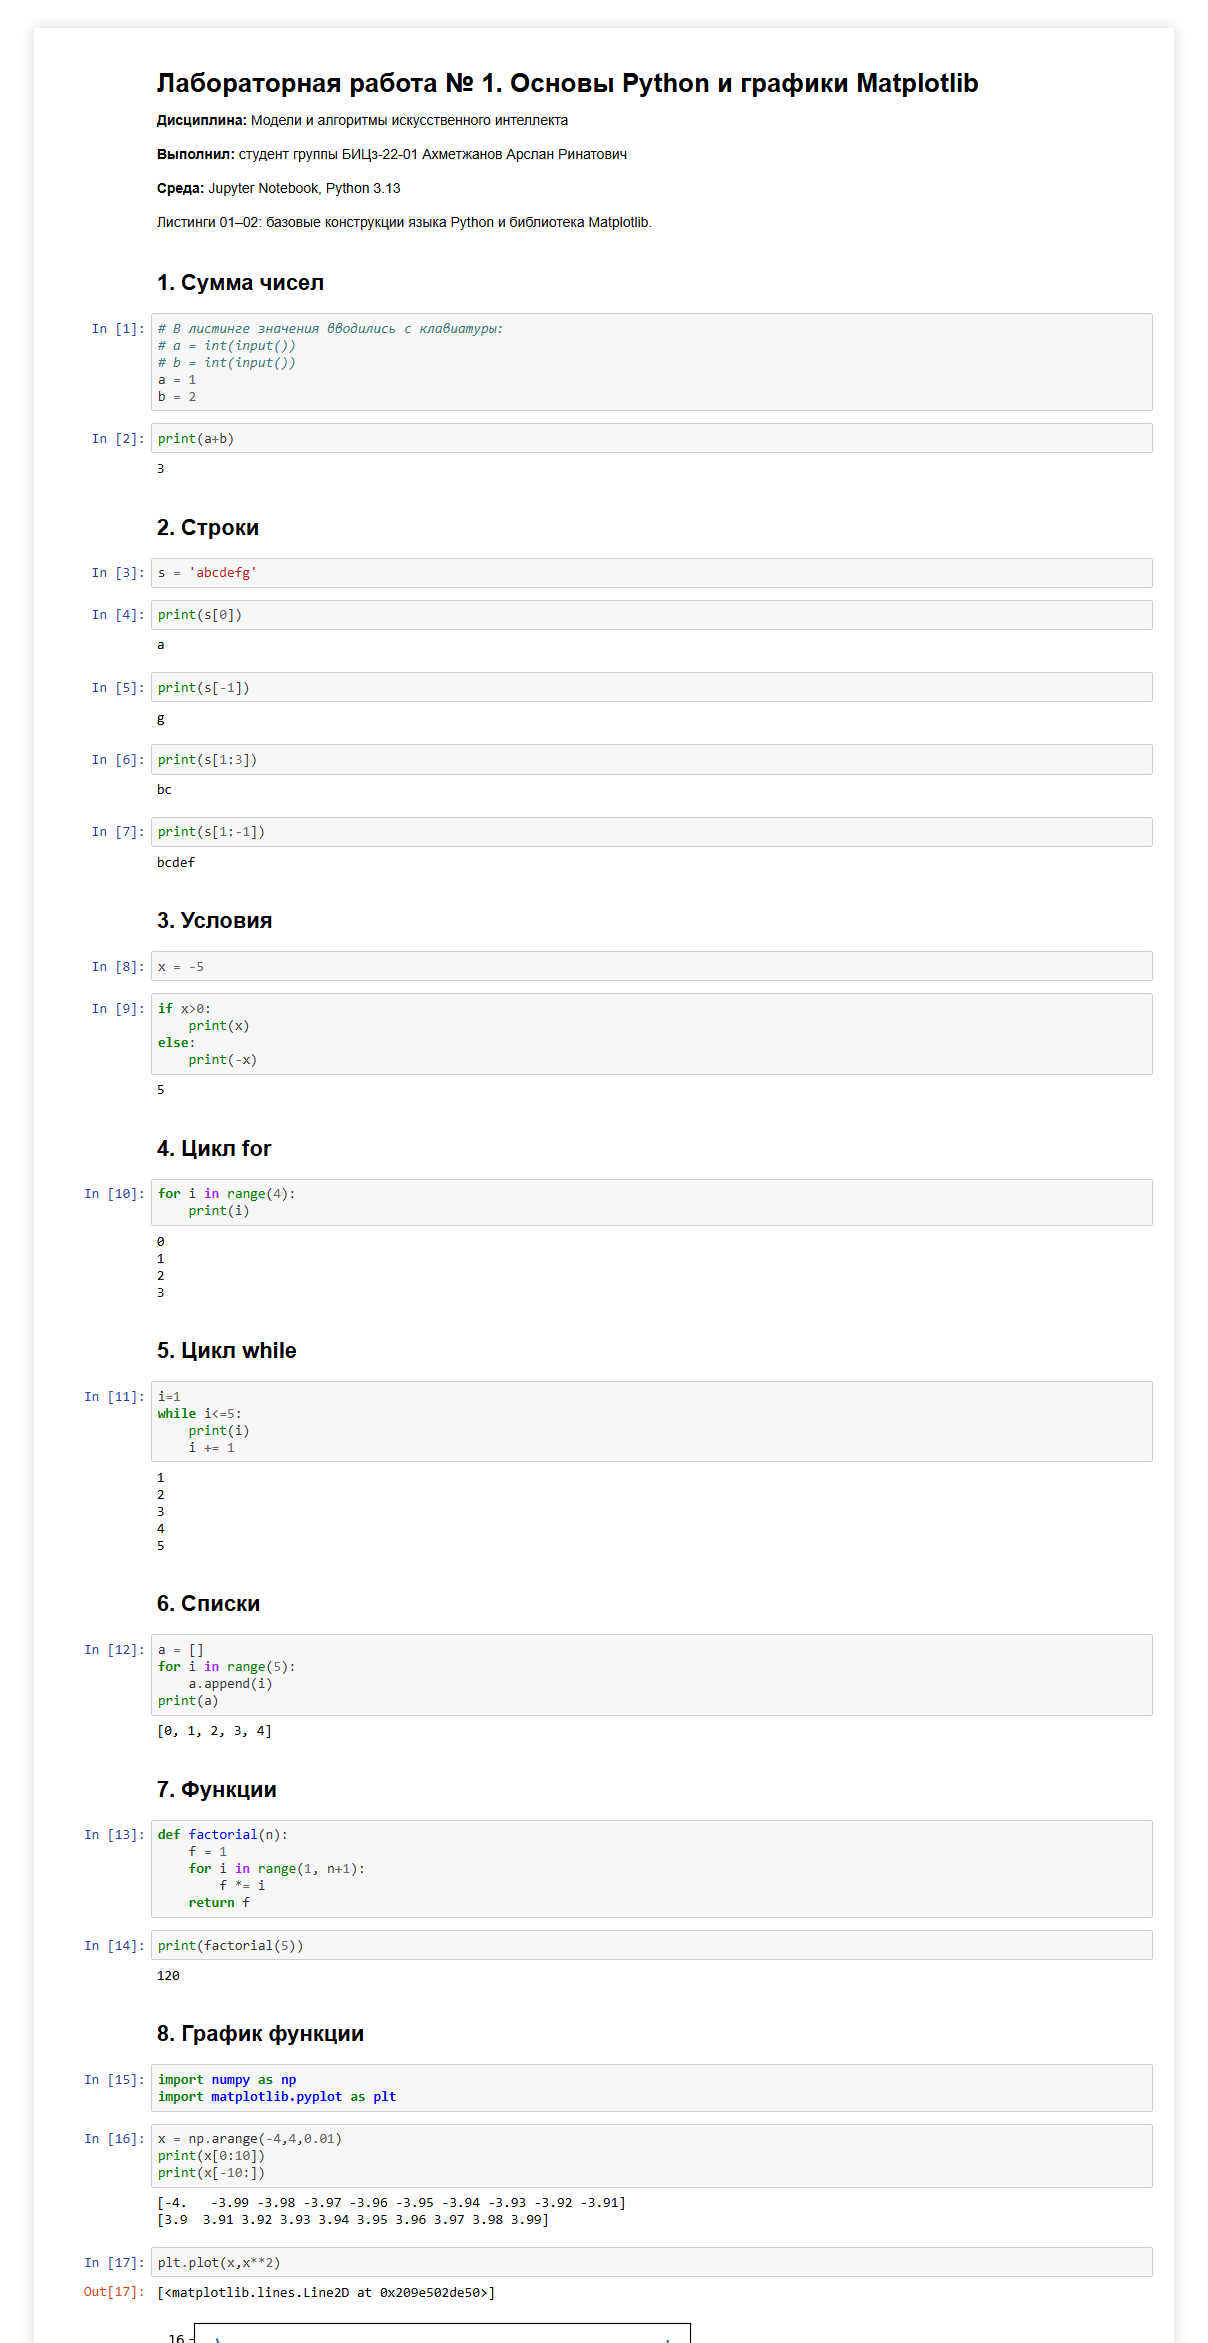 Лабораторная работа № 1. Основы Python и графики Matplotlib
Дисциплина: Модели и алгоритмы искусственного интеллекта
Выполнил: студент группы БИЦз-22-01 Ахметжанов Арслан Ринатович
Среда: Jupyter Notebook, Python 3.13
Листинги 01–02: базовые конструкции языка Python и библиотека Matplotlib.
1. Сумма чисел
In [1]: # В листинге значения вводились с клавиатуры:
# a = int(input())
# b = int(input())
a = 1
b = 2
In [2]: print(a+b)
3
2. Строки
In [3]: s = 'abcdefg'
In [4]: print(s[0])
a
In [5]: print(s[-1])
g
In [6]: print(s[1:3])
bc
In [7]: print(s[1:-1])
bcdef
3. Условия
In [8]: x = -5
In [9]: if x>0:
    print(x)
else:
    print(-x)
5
4. Цикл for
In [10]: for i in range(4):
    print(i)
0
1
2
3
5. Цикл while
In [11]: i=1
while i<=5:
    print(i)
    i += 1
1
2
3
4
5
6. Списки
In [12]: a = []
for i in range(5):
    a.append(i)
print(a)
[0, 1, 2, 3, 4]
7. Функции
In [13]: def factorial(n):
    f = 1
    for i in range(1, n+1):
        f *= i
    return f
In [14]: print(factorial(5))
120
8. График функции
In [15]: import numpy as np
import matplotlib.pyplot as plt
In [16]: x = np.arange(-4,4,0.01)
print(x[0:10])
print(x[-10:])
[-4.   -3.99 -3.98 -3.97 -3.96 -3.95 -3.94 -3.93 -3.92 -3.91]
[3.9  3.91 3.92 3.93 3.94 3.95 3.96 3.97 3.98 3.99]
In [17]: plt.plot(x,x**2)
Out[17]: [<matplotlib.lines.Line2D at 0x209e502de50>]
16